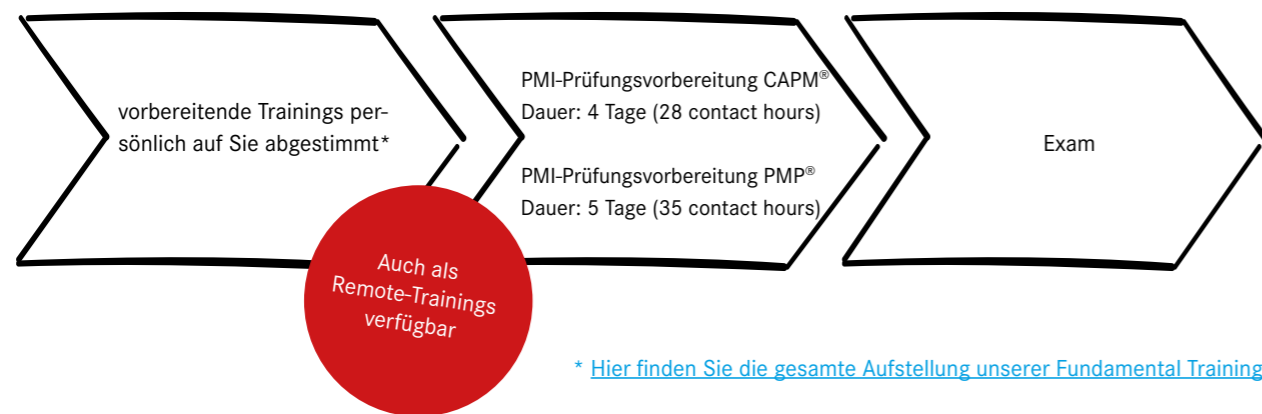 vorbereitende Trainings per-
sönlich auf Sie abgestimmt*
PMI-Prüfungsvorbereitung CAPM®
Dauer: 4 Tage (28 contact hours)
PMI-Prüfungsvorbereitung PMP®
Dauer: 5 Tage (35 contact hours)
Exam
Auch als
Remote-Trainings
verfügbar
* Hier finden Sie die gesamte Aufstellung unserer Fundamental Training